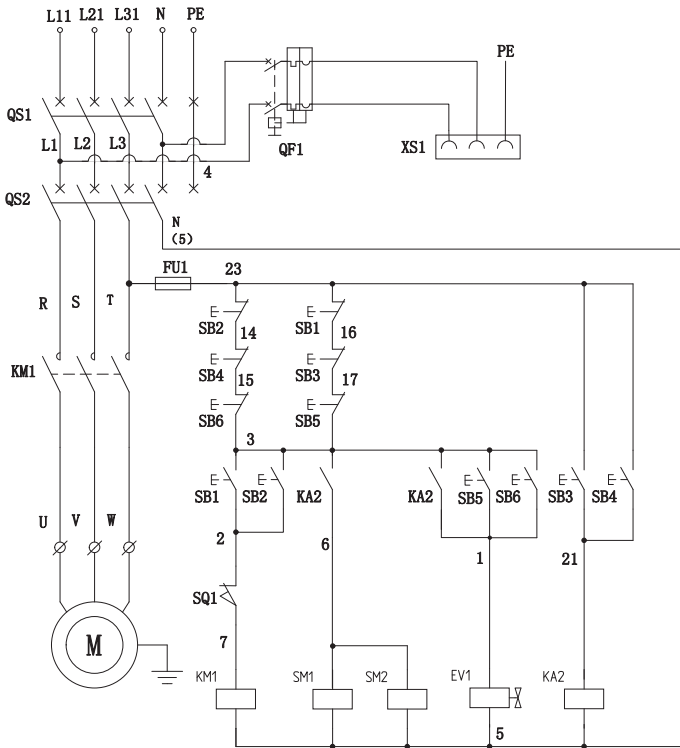 L11 L21 L31 N PE
QS1
QF1
PE
XS1
L1 L2 L3
4
QS2
N
(5)
FU1 23
R S T
SB2 14 SB1 16
KM1
SB4 15 SB3 17
SB6 SB5
3
SB1 SB2 KA2 KA2 SB5 SB6 SB3 SB4
U V W
2 6 1 21
SQ1
M
7
KM1 SM1 SM2 EV1 KA2
5